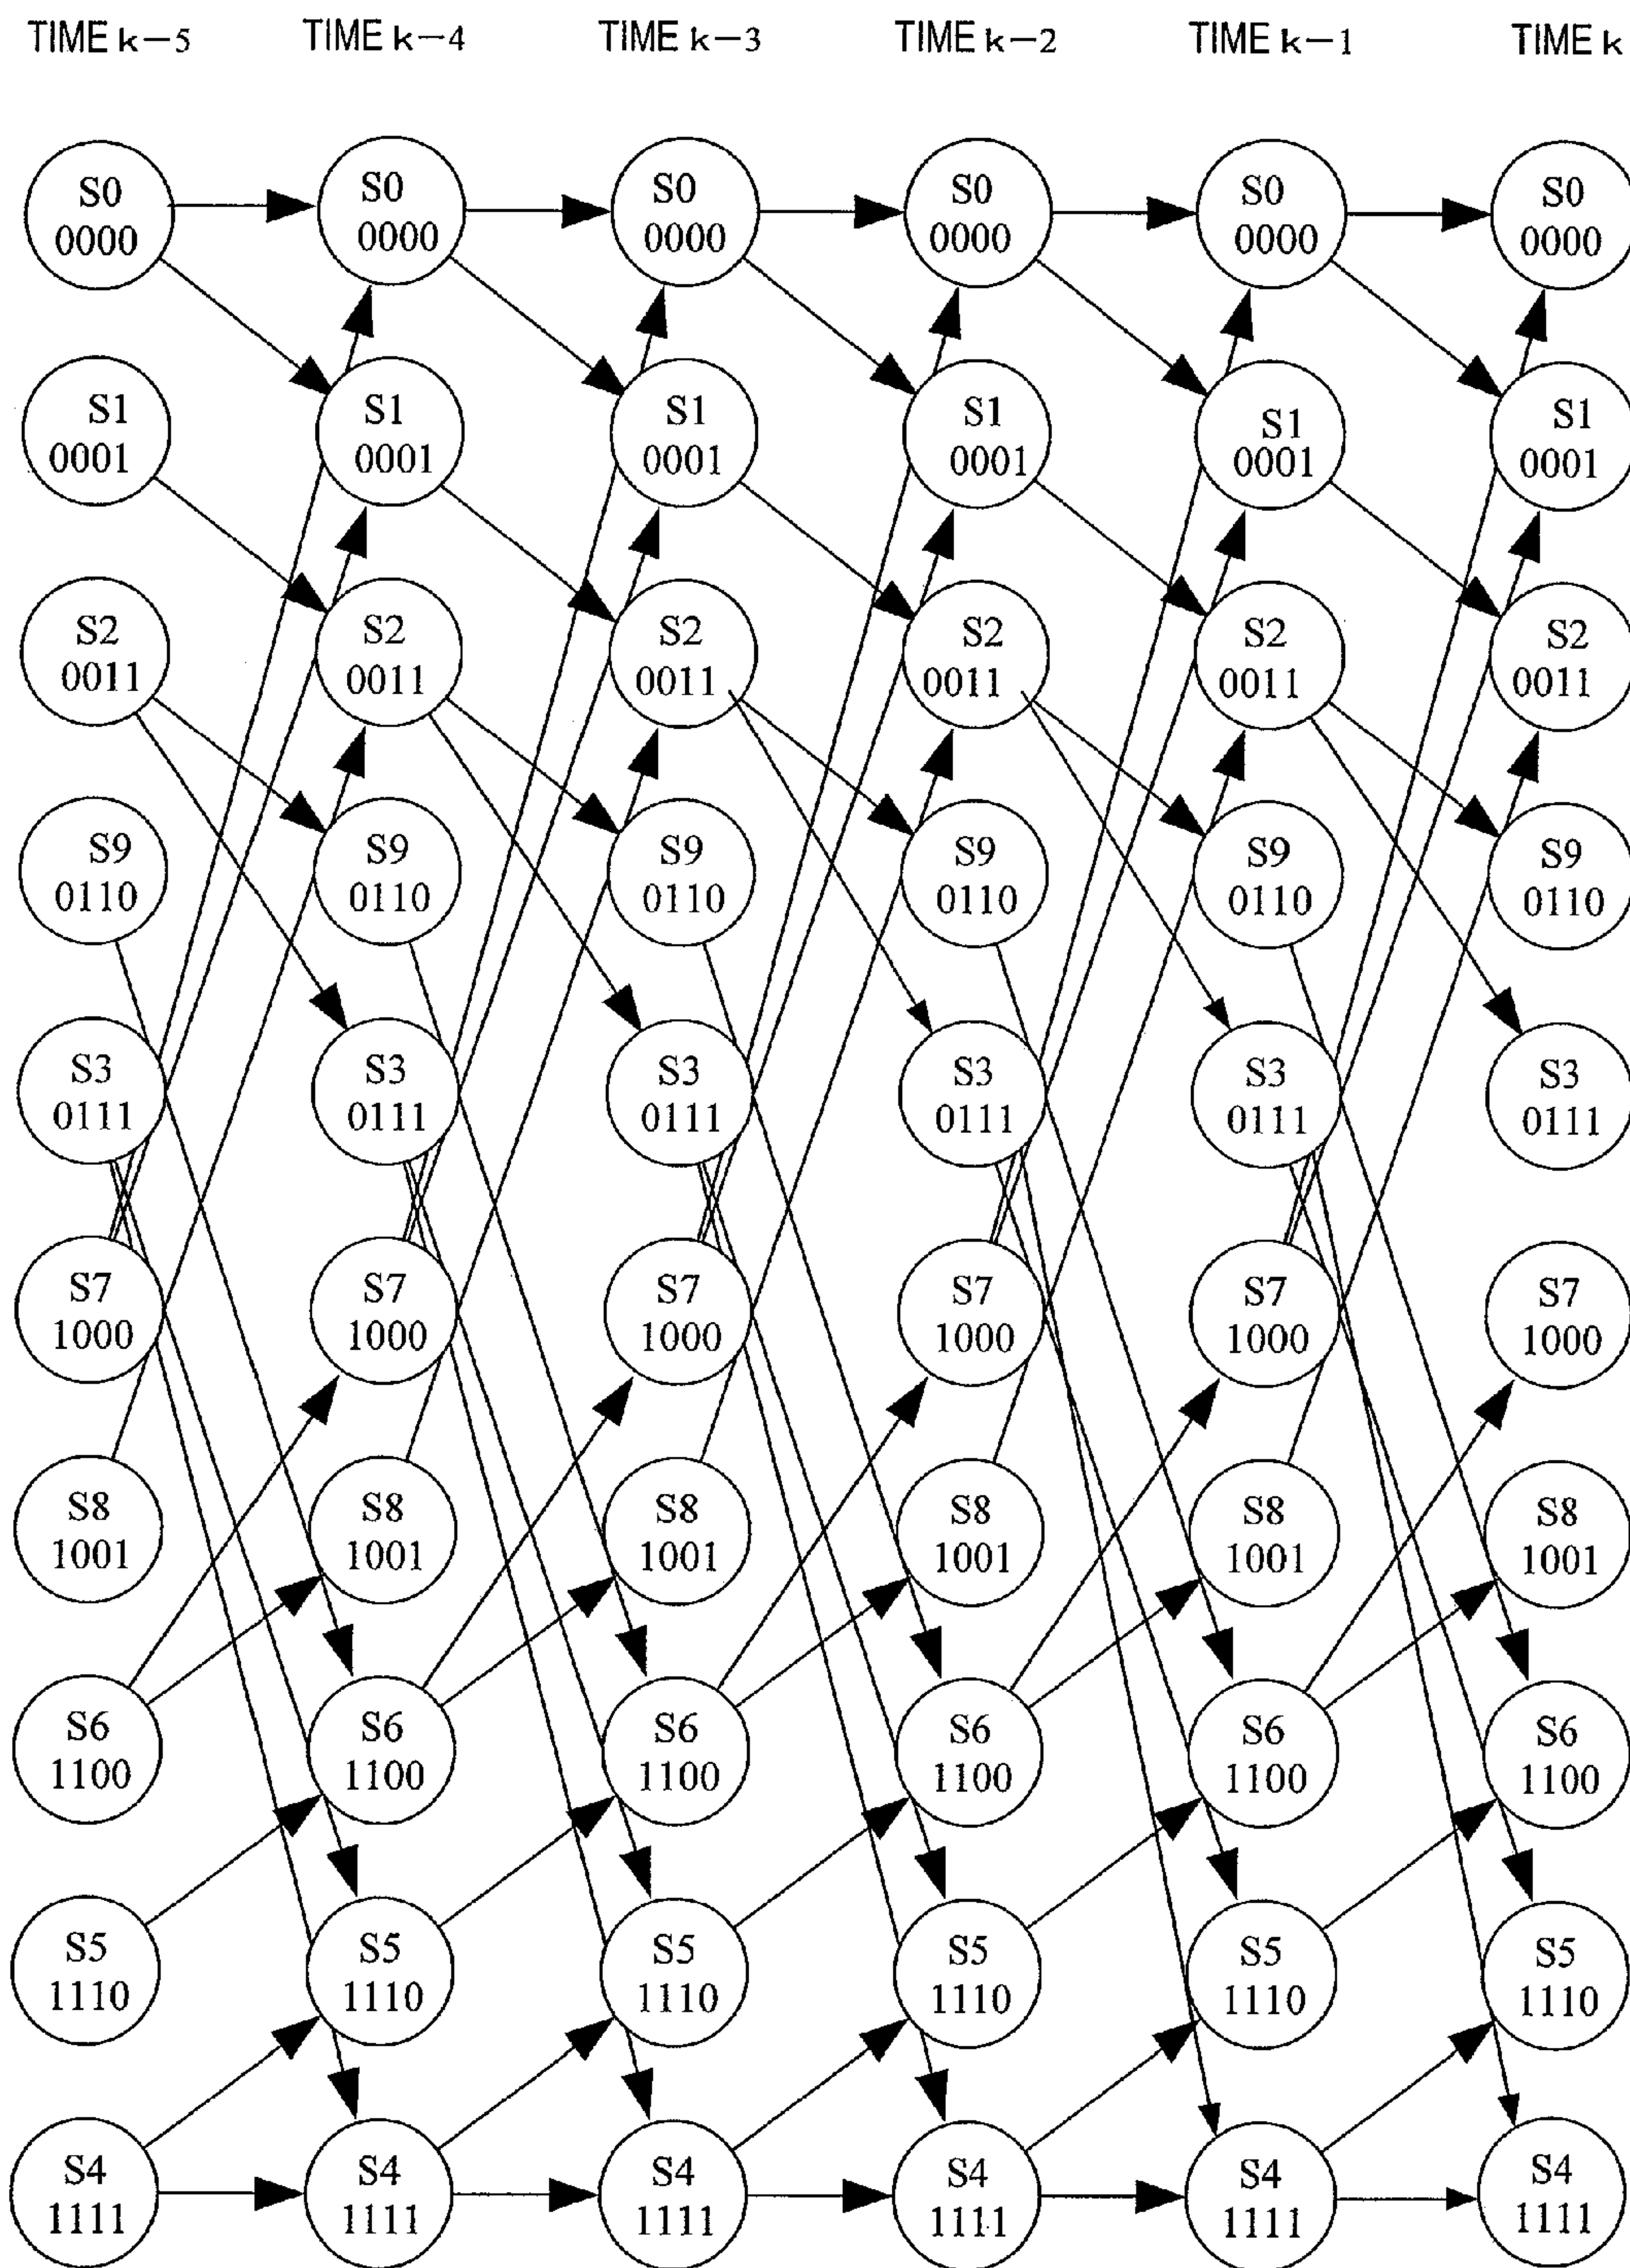 TIME k−5 TIME k−4 TIME k−3 TIME k−2 TIME k−1 TIME k
S0 S0 S0 S0 S0 S0
0000 0000 0000 0000 0000 0000
S1 S1 S1 S1 S1 S1
0001 0001 0001 0001 0001 0001
S2 S2 S2 S2 S2 S2
0011 0011 0011 0011 0011 0011
S9 S9 S9 S9 S9 S9
0110 0110 0110 0110 0110 0110
S3 S3 S3 S3 S3 S3
0111 0111 0111 0111 0111 0111
S7 S7 S7 S7 S7 S7
1000 1000 1000 1000 1000 1000
S8 S8 S8 S8 S8 S8
1001 1001 1001 1001 1001 1001
S6 S6 S6 S6 S6 S6
1100 1100 1100 1100 1100 1100
S5 S5 S5 S5 S5 S5
1110 1110 1110 1110 1110 1110
S4 S4 S4 S4 S4 S4
1111 1111 1111 1111 1111 1111